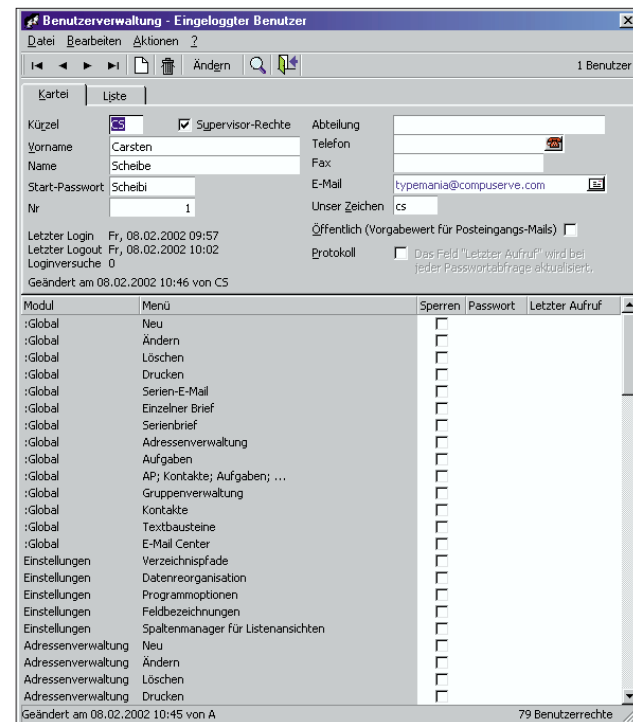 Benutzerverwaltung - Eingeloggter Benutzer
Datei Bearbeiten Aktionen ?
Ändern 1 Benutzer
Kartei Liste
Kürzel CS Supervisor-Rechte
Vorname Carsten
Name Scheibe
Start-Passwort Scheibi
Nr 1
Letzter Login Fr, 08.02.2002 09:57
Letzter Logout Fr, 08.02.2002 10:02
Loginversuche 0
Geändert am 08.02.2002 10:46 von CS
Abteilung
Telefon
Fax
E-Mail typemania@compuserve.com
Unser Zeichen cs
Öffentlich (Vorgabewert für Posteingangs-Mails)
Protokoll Das Feld "Letzter Aufruf" wird bei
jeder Passwortabfrage aktualisiert.
Modul Menü Sperren Passwort Letzter Aufruf
:Global Neu
:Global Ändern
:Global Löschen
:Global Drucken
:Global Serien-E-Mail
:Global Einzelner Brief
:Global Serienbrief
:Global Adressenverwaltung
:Global Aufgaben
:Global AP; Kontakte; Aufgaben; ...
:Global Gruppenverwaltung
:Global Kontakte
:Global Textbausteine
:Global E-Mail Center
Einstellungen Verzeichnispfade
Einstellungen Datenreorganisation
Einstellungen Programmoptionen
Einstellungen Feldbezeichnungen
Einstellungen Spaltenmanager für Listenansichten
Adressenverwaltung Neu
Adressenverwaltung Ändern
Adressenverwaltung Löschen
Adressenverwaltung Drucken
Geändert am 08.02.2002 10:45 von A 79 Benutzerrechte